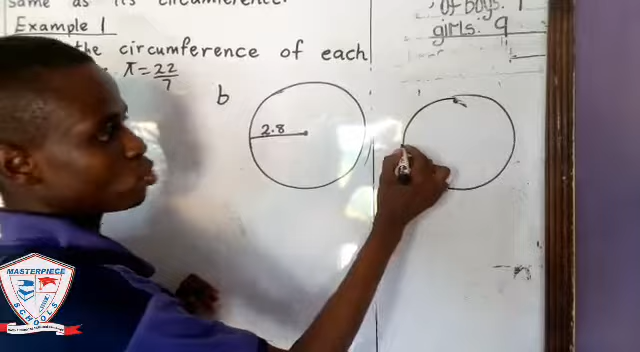 same as its circumference.
Example 1
the circumference of each
π = 22/7
b
2.8
of boys.
girls. 9
MASTERPIECE
SCHOOLS